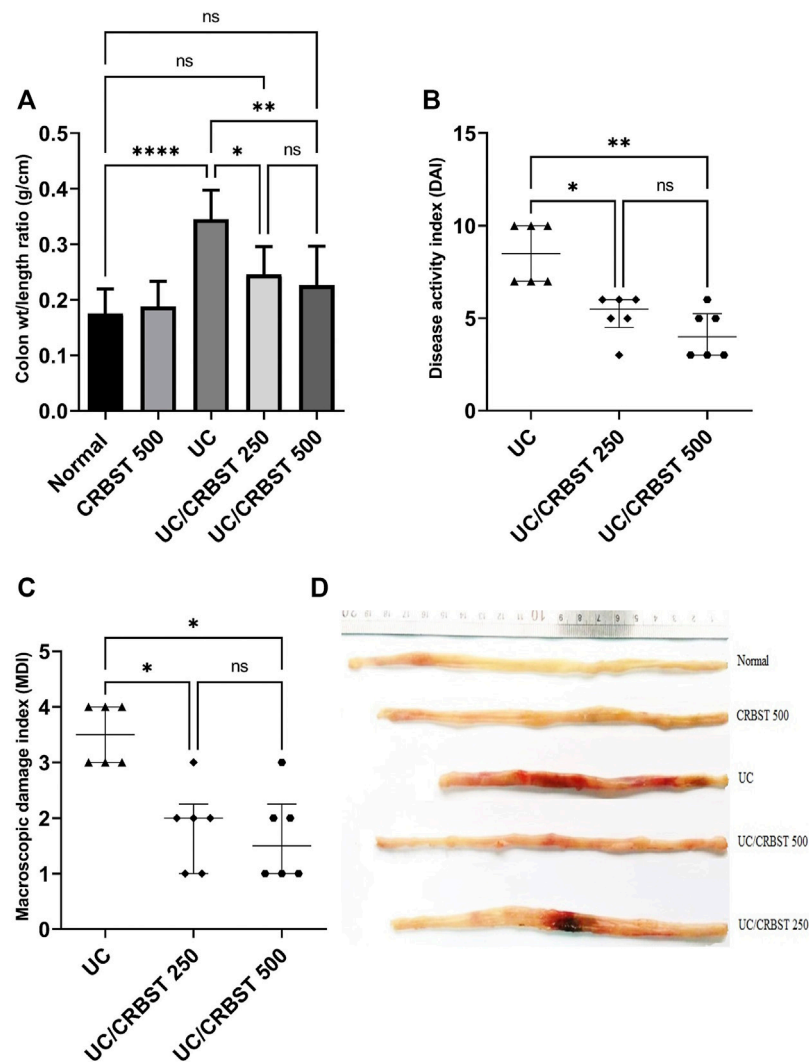 ns
ns
A
**
****
*
ns
Colon wt/length ratio (g/cm)
0.5
0.4
0.3
0.2
0.1
0.0
Normal
CRBST 500
UC
UC/CRBST 250
UC/CRBST 500
B
**
*
ns
Disease activity index (DAI)
15
10
5
0
UC
UC/CRBST 250
UC/CRBST 500
C
*
*
ns
Macroscopic damage index (MDI)
5
4
3
2
1
0
UC
UC/CRBST 250
UC/CRBST 500
D
Normal
CRBST 500
UC
UC/CRBST 500
UC/CRBST 250